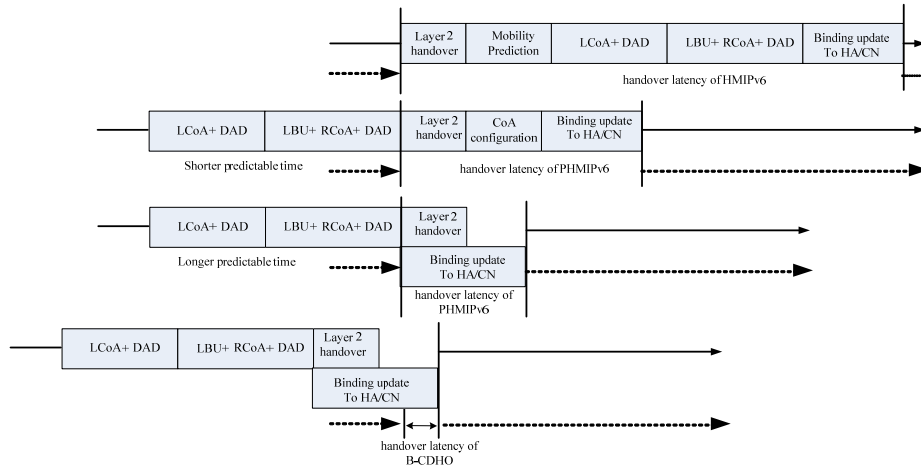 Layer 2 Mobility Binding update
handover Prediction LCoA+ DAD LBU+ RCoA+ DAD To HA/CN
handover latency of HMIPv6
LCoA+ DAD LBU+ RCoA+ DAD Layer 2 CoA Binding update
handover configuration To HA/CN
Shorter predictable time handover latency of PHMIPv6
LCoA+ DAD LBU+ RCoA+ DAD Layer 2
handover
Longer predictable time Binding update
To HA/CN
handover latency of
PHMIPv6
LCoA+ DAD LBU+ RCoA+ DAD Layer 2
handover
Binding update
To HA/CN
handover latency of
B-CDHO